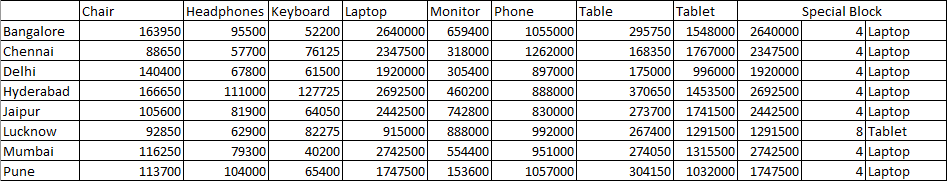 Chair Headphones Keyboard Laptop Monitor Phone Table Tablet Special Block
Bangalore 163950 95500 52200 2640000 659400 1055000 295750 1548000 2640000 4 Laptop
Chennai 88650 57700 76125 2347500 318000 1262000 168350 1767000 2347500 4 Laptop
Delhi 140400 67800 61500 1920000 305400 897000 175000 996000 1920000 4 Laptop
Hyderabad 166650 111000 127725 2692500 460200 888000 370650 1453500 2692500 4 Laptop
Jaipur 105600 81900 64050 2442500 742800 830000 273700 1741500 2442500 4 Laptop
Lucknow 92850 62900 82275 915000 888000 992000 267400 1291500 1291500 8 Tablet
Mumbai 116250 79300 40200 2742500 554400 951000 274050 1315500 2742500 4 Laptop
Pune 113700 104000 65400 1747500 153600 1057000 304150 1032000 1747500 4 Laptop